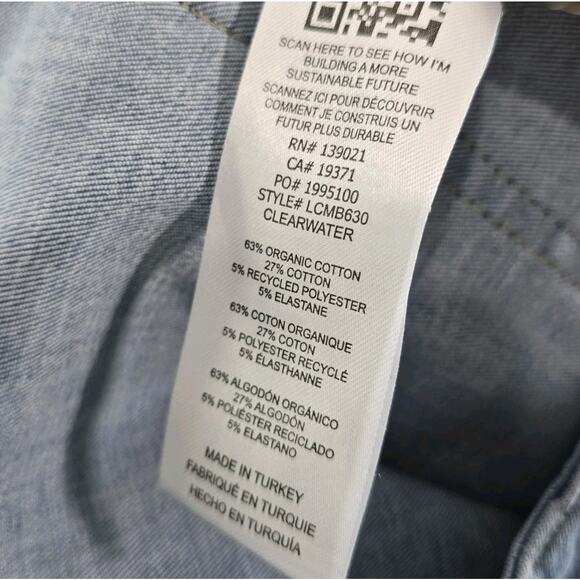 SCAN HERE TO SEE HOW I'M
BUILDING A MORE
SUSTAINABLE FUTURE
SCANNEZ ICI POUR DÉCOUVRIR
COMMENT JE CONSTRUIS UN
FUTUR PLUS DURABLE
RN# 139021
CA# 19371
PO# 1995100
STYLE# LCMB630
CLEARWATER
63% ORGANIC COTTON
27% COTTON
5% RECYCLED POLYESTER
5% ELASTANE
63% COTON ORGANIQUE
27% COTON
5% POLYESTER RECYCLÉ
5% ÉLASTHANNE
63% ALGODÓN ORGÁNICO
27% ALGODÓN
5% POLIÉSTER RECICLADO
5% ELASTANO
MADE IN TURKEY
FABRIQUÉ EN TURQUIE
HECHO EN TURQUÍA